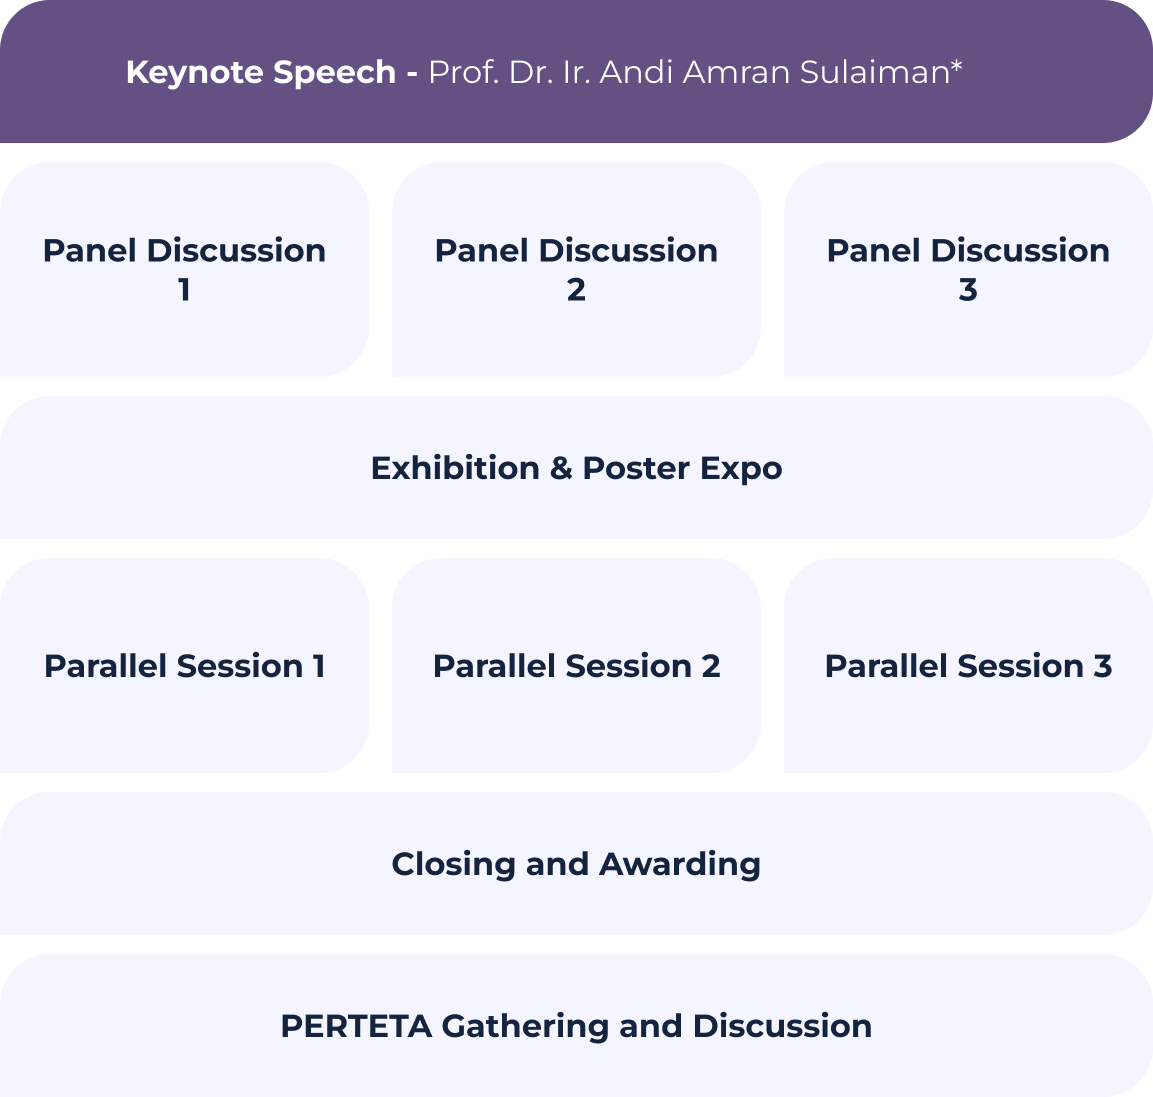 Keynote Speech - Prof. Dr. Ir. Andi Amran Sulaiman*
Panel Discussion
1
Panel Discussion
2
Panel Discussion
3
Exhibition & Poster Expo
Parallel Session 1
Parallel Session 2
Parallel Session 3
Closing and Awarding
PERTETA Gathering and Discussion